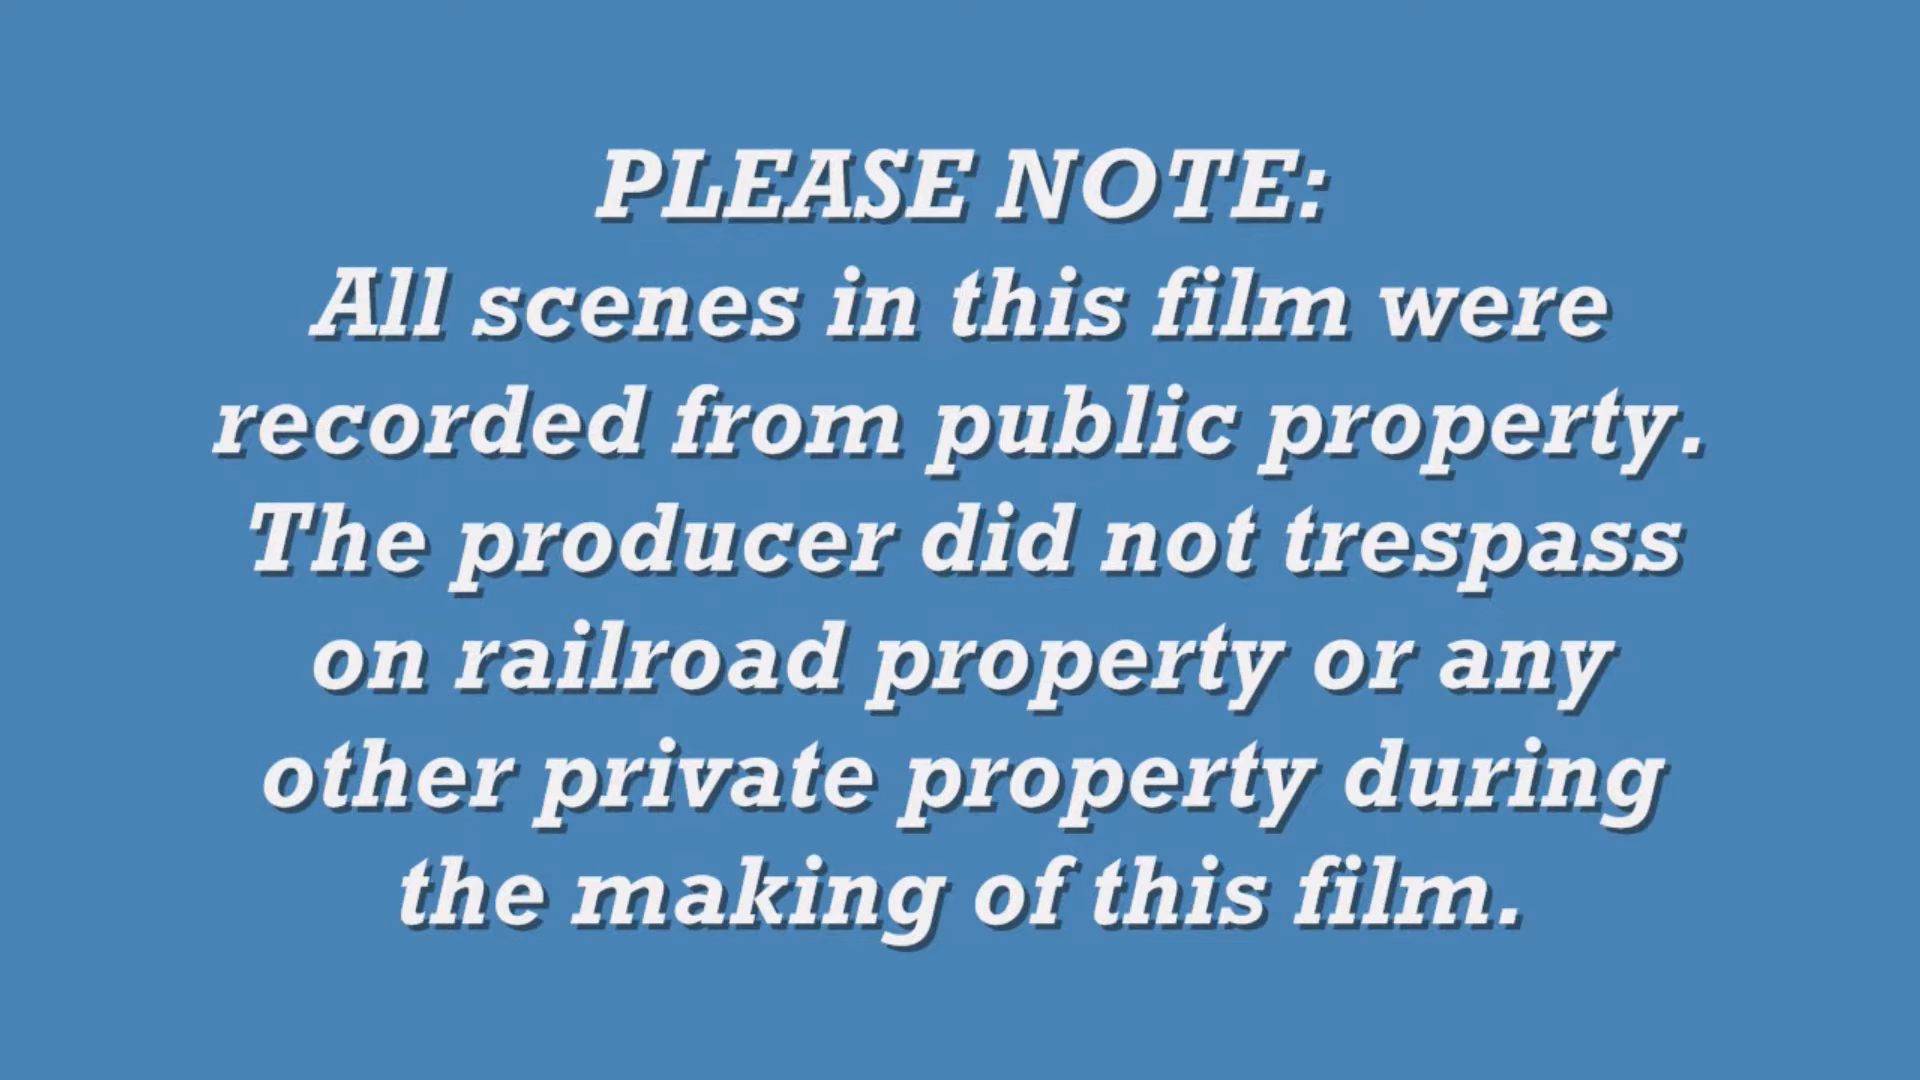 PLEASE NOTE:
All scenes in this film were
recorded from public property.
The producer did not trespass
on railroad property or any
other private property during
the making of this film.